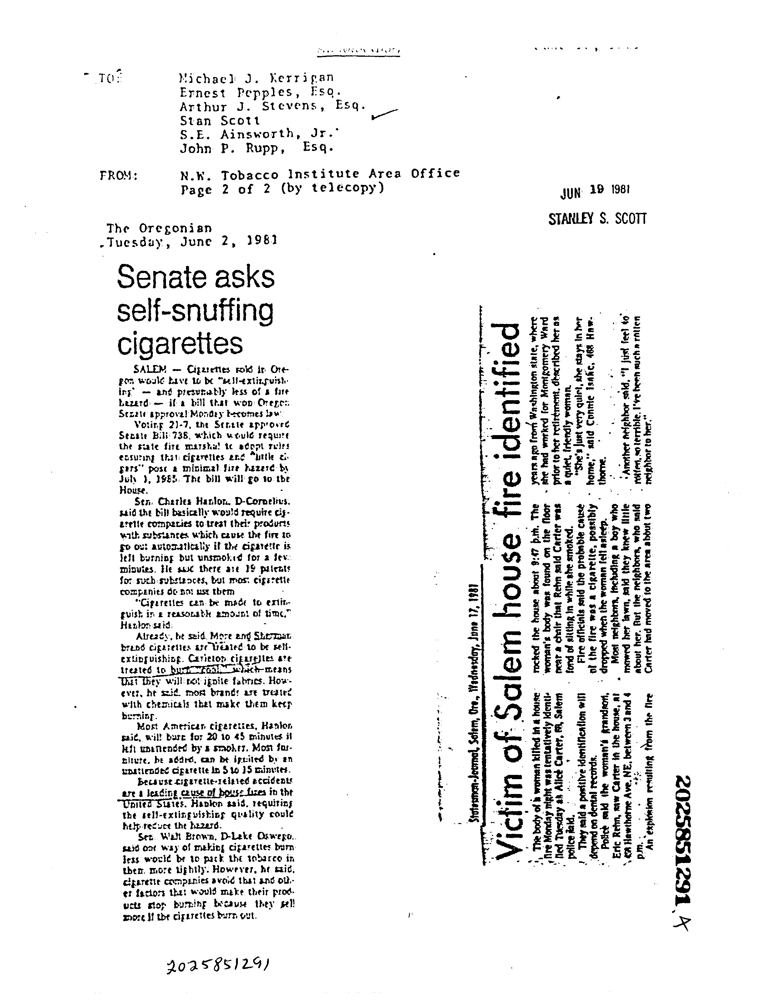 TO:
Michael J. Kerrigan
Ernest Pepples, Esq.
Arthur J. Stevens, Esq.
Stan Scott
S.E. Ainsworth, Jr.
John P. Rupp, Esq.
FROM:
N.W. Tobacco Institute Area Office
Page 2 of 2 (by telecopy)
JUN 19 1981
STANLEY S. SCOTT
The Oregonian
Tuesday, June 2, 1981
Senate asks
self-snuffing
cigarettes
SALEM — Cigarettes sold in Ore-
gon would have to be "self-extinguish-
ing" — and presumably less of a fire
hazard — if a bill that won Oregon
Senate approval Monday becomes law.
Voting 21-7, the Senate approved
Senate Bill 738, which would require
the state fire marshal to adopt rules
ensuring that cigarettes and "little ci-
gars" pose a minimal fire hazard by
July 1, 1985. The bill will go to the
House.
Sen. Charles Hanlon, D-Cornelius,
said the bill basically would require cig-
arette companies to treat their products
with substances which cause the fire to
go out automatically if the cigarette is
left burning but unsmoked for a few
minutes. He said there are 19 patents
for such substances, but most cigarette
companies do not use them
"Cigarettes can be made to extin-
guish in a reasonable amount of time,"
Hanlon said.
Already, he said, More and Sherman
brand cigarettes are treated to be self-
extinguishing. Carleton cigarettes are
treated to burn "cool," which means
that they will not ignite fabrics. How-
ever, he said, most brands are treated
with chemicals that make them keep
burning.
Most American cigarettes, Hanlon
said, will burn for 20 to 45 minutes if
left unattended by a smoker. Most fur-
niture, he added, can be ignited by an
unattended cigarette in 5 to 15 minutes.
Because cigarette-related accidents
are a leading cause of house fires in the
United States, Hanlon said, requiring
the self-extinguishing quality could
help reduce the hazard.
Sen. Walt Brown, D-Lake Oswego,
said one way of making cigarettes burn
less would be to pack the tobacco in
them more tightly. However, he said,
cigarette companies avoid that and oth-
er factors that would make their prod-
ucts stop burning because they sell
more if the cigarettes burn out.
Statesman-Journal, Salem, Ore., Wednesday, June 17, 1981
Victim of Salem house fire identified
The body of a woman killed in a house
fire Monday night was tentatively identi-
fied Tuesday as Alice Carter, 88, Salem
police said.
They said a positive identification will
depend on dental records.
Police said the woman's grandson,
Eric Rehn, saw Carter in the house, at
458 Hawthorne Ave. NE, between 3 and 4
p.m.
An explosion resulting from the fire
rocked the house about 9:47 p.m. The
woman's body was found on the floor
near a chair that Rehn said Carter was
fond of sitting in while she smoked.
Fire officials said the probable cause
of the fire was a cigarette, possibly
dropped when the woman fell asleep.
Most neighbors, including a boy who
mowed her lawn, said they knew little
about her. But the neighbors, who said
Carter had moved to the area about two
years ago from Washington state, where
she had worked for Montgomery Ward
prior to her retirement, described her as
a quiet, friendly woman.
"She's just very quiet, she stays in her
home," said Connie Isaac, 468 Haw-
thorne.
Another neighbor said, "I just feel so
rotten, so terrible. I've been such a rotten
neighbor to her."
2025851291 A
2025851291